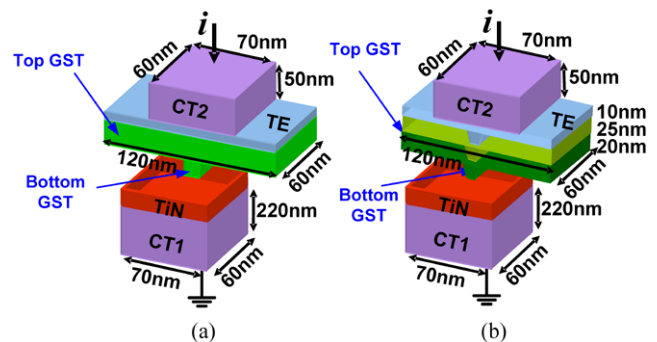 i
70nm
60nm
Top GST
50nm
CT2
TE
120nm
60nm
Bottom GST
TiN
220nm
CT1
70nm
60nm
(a)
i
70nm
60nm
Top GST
50nm
CT2
TE
10nm
25nm
20nm
120nm
60nm
Bottom GST
TiN
220nm
CT1
70nm
60nm
(b)